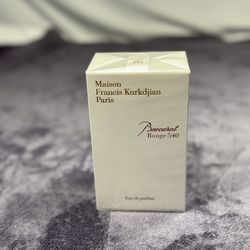 Maison
Francis Kurkdjian
Paris
Baccarat
Rouge 540
Eau de parfum